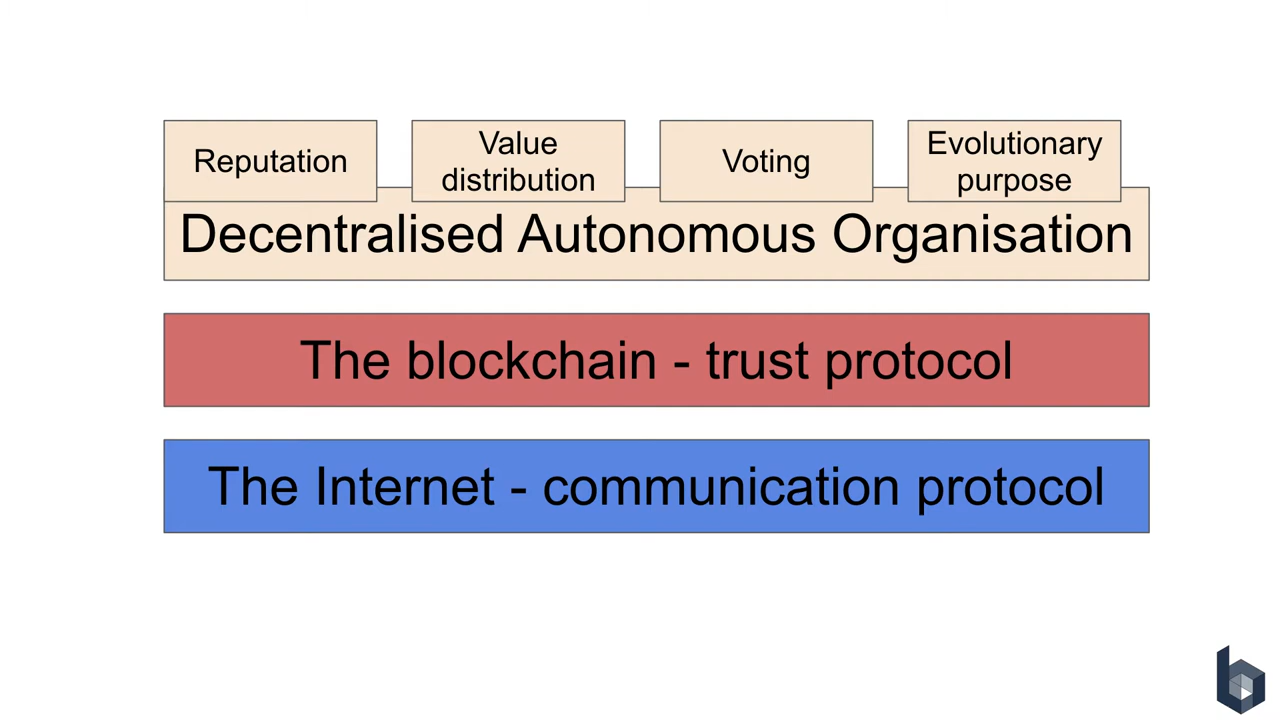 Reputation
Value
distribution
Voting
Evolutionary
purpose
Decentralised Autonomous Organisation
The blockchain - trust protocol
The Internet - communication protocol